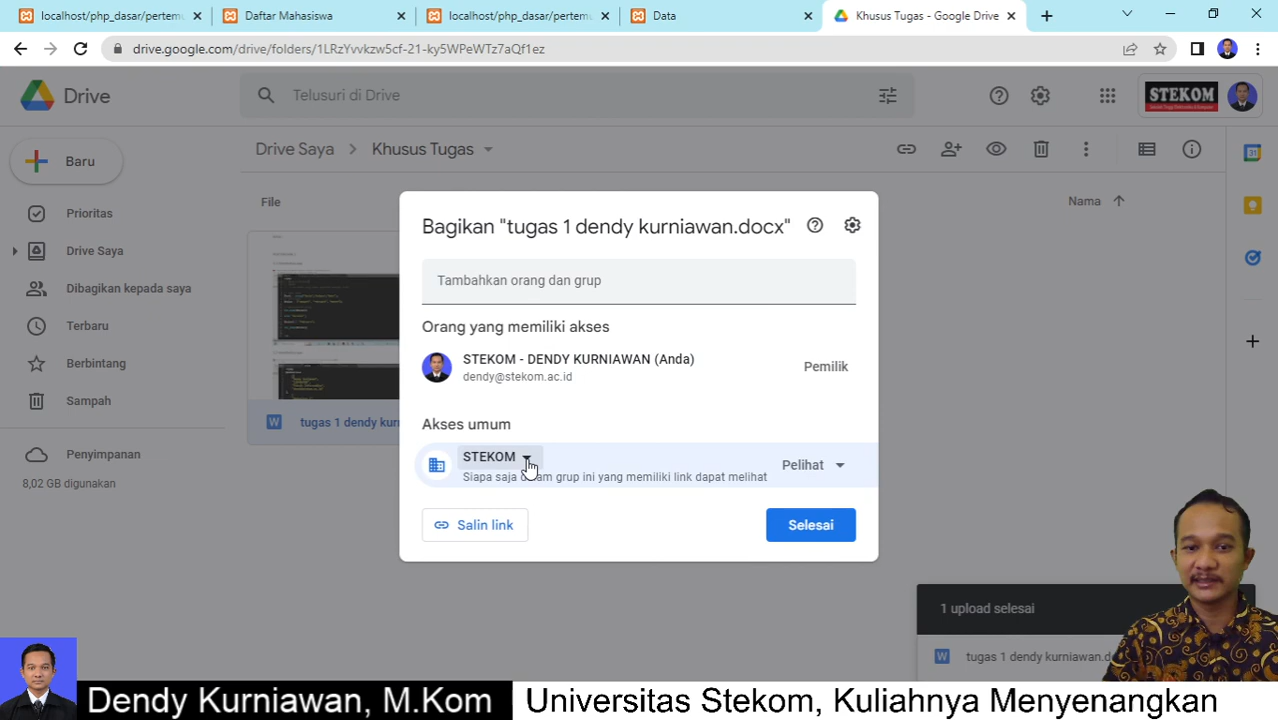 localhost/php_dasar/pertem
Daftar Mahasiswa
localhost/php_dasar/pertem
Data
Khusus Tugas - Google Drive
drive.google.com/drive/folders/1LRzYvvkzw5cf-21-ky5WPeWTz7aQf1ez
Drive
Telusuri di Drive
STEKOM
Baru
Drive Saya
Khusus Tugas
File
Nama
Prioritas
Drive Saya
Dibagikan kepada saya
Terbaru
Berbintang
Sampah
Penyimpanan
8,02 GB digunakan
tugas 1 dendy kur
Bagikan "tugas 1 dendy kurniawan.docx"
Tambahkan orang dan grup
Orang yang memiliki akses
STEKOM - DENDY KURNIAWAN (Anda)
dendy@stekom.ac.id
Pemilik
Akses umum
STEKOM
Siapa saja dalam grup ini yang memiliki link dapat melihat
Pelihat
Salin link
Selesai
1 upload selesai
tugas 1 dendy kurniawan.d
Dendy Kurniawan, M.Kom
Universitas Stekom, Kuliahnya Menyenangkan